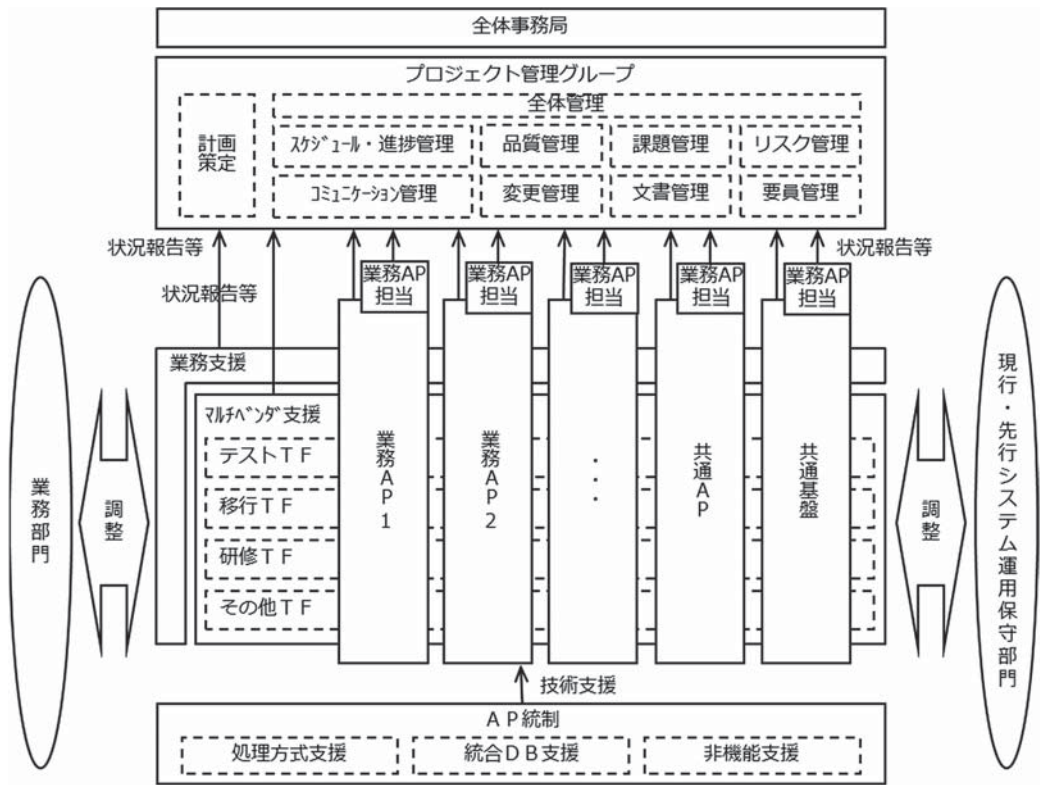 全体事務局
プロジェクト管理グループ
計画
策定
全体管理
ｽｹｼﾞｭｰﾙ・進捗管理
品質管理
課題管理
リスク管理
ｺﾐｭﾆｹｰｼｮﾝ管理
変更管理
文書管理
要員管理
状況報告等
状況報告等
状況報告等
業務AP
担当
業務AP
担当
業務AP
担当
業務AP
担当
業務AP
担当
業務支援
ﾏﾙﾁﾍﾞﾝﾀﾞ支援
テストＴＦ
移行ＴＦ
研修ＴＦ
その他ＴＦ
業務ＡＰ１
業務ＡＰ２
・・・
共通ＡＰ
共通基盤
業務部門
調整
調整
現行・先行システム運用保守部門
技術支援
ＡＰ統制
処理方式支援
統合ＤＢ支援
非機能支援